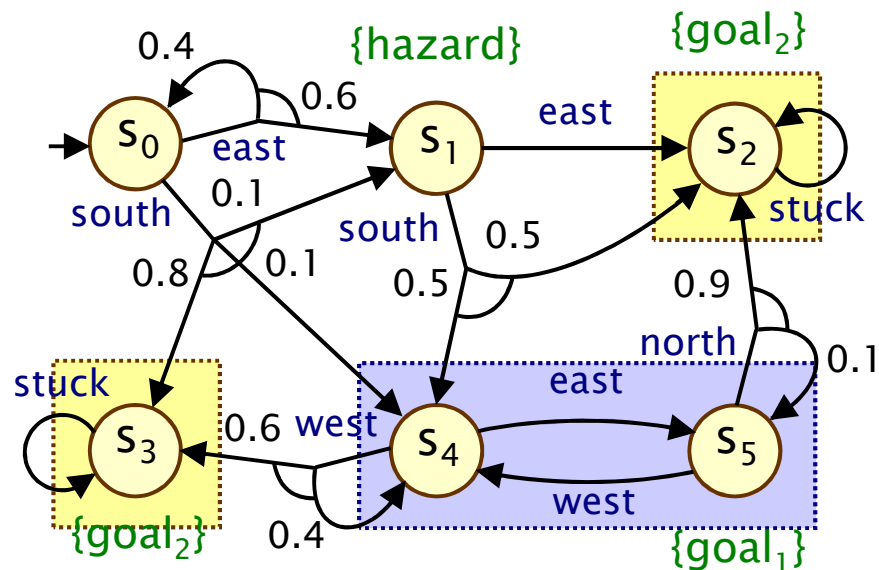 {goal₂}
{hazard}
0.4
0.6
s₀
east
s₁
east
s₂
0.1
south
south
0.5
stuck
0.8
0.1
0.5
0.9
north
0.1
stuck
east
s₃
0.6
west
s₄
s₅
west
0.4
{goal₂}
{goal₁}